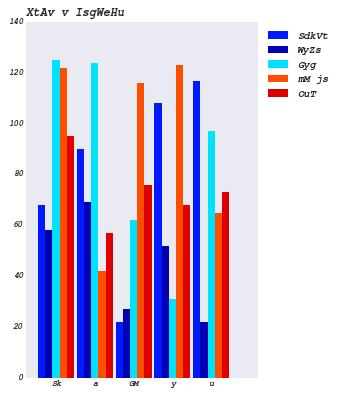 XtAv v IsgWeHu
140
120
100
80
60
40
20
0
Sk a GM y u
SdkVt
WyZs
Gyg
mM js
OuT